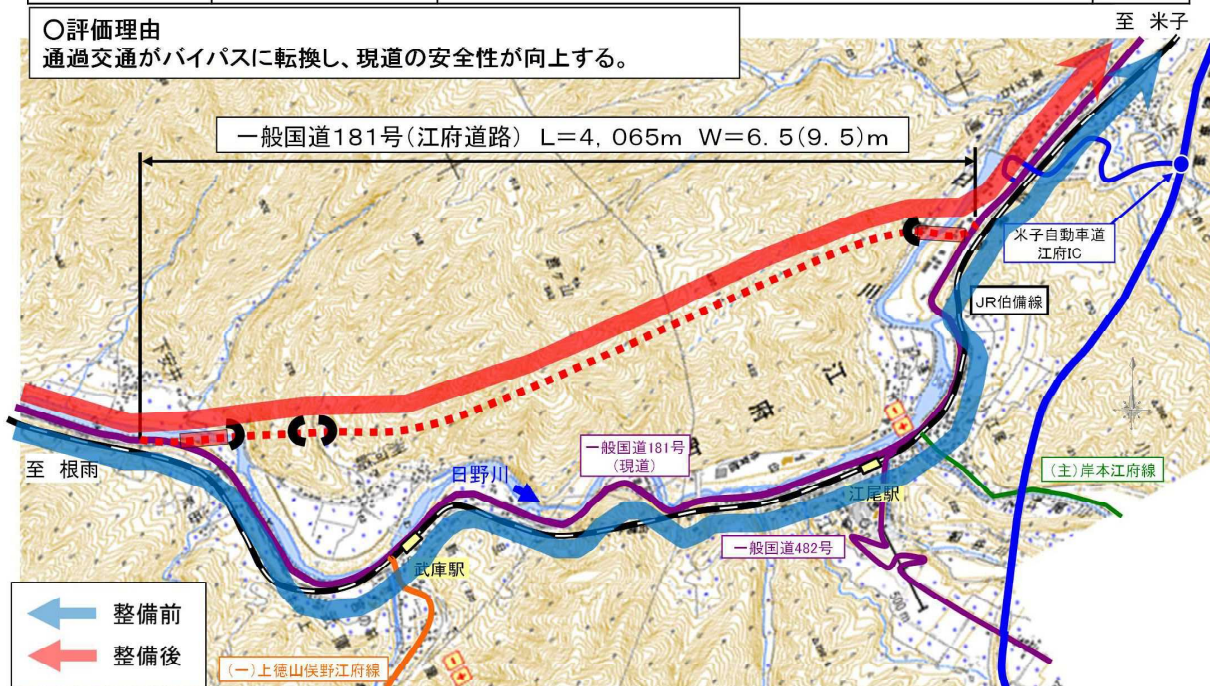 ○評価理由
通過交通がバイパスに転換し、現道の安全性が向上する。
至 米子
一般国道181号(江府道路) L=4,065m W=6.5(9.5)m
米子自動車道
江府IC
JR伯備線
下安井
江
府
町
一般国道181号
(現道)
日野川
至 根雨
(主)岸本江府線
江尾駅
一般国道482号
武庫駅
整備前
整備後
(一)上徳山俣野江府線